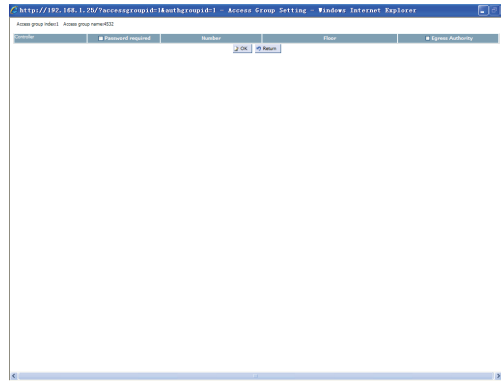 http://192.168.1.25/?accessgroupid=1&authgroupid=1 - Access Group Setting - Windows Internet Explorer
Access group index:1 Access group name:4532
Controller Password required Number Floor Egress Authority
OK Return